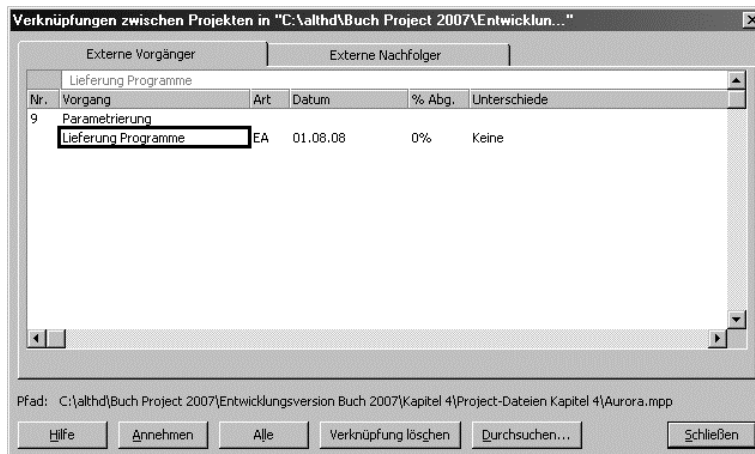 Verknüpfungen zwischen Projekten in "C:\althd\Buch Project 2007\Entwicklun..."
Externe Vorgänger Externe Nachfolger
Lieferung Programme
Nr. Vorgang Art Datum % Abg. Unterschiede
9 Parametrierung
Lieferung Programme EA 01.08.08 0% Keine
Pfad: C:\althd\Buch Project 2007\Entwicklungsversion Buch 2007\Kapitel 4\Project-Dateien Kapitel 4\Aurora.mpp
Hilfe Annehmen Alle Verknüpfung löschen Durchsuchen... Schließen